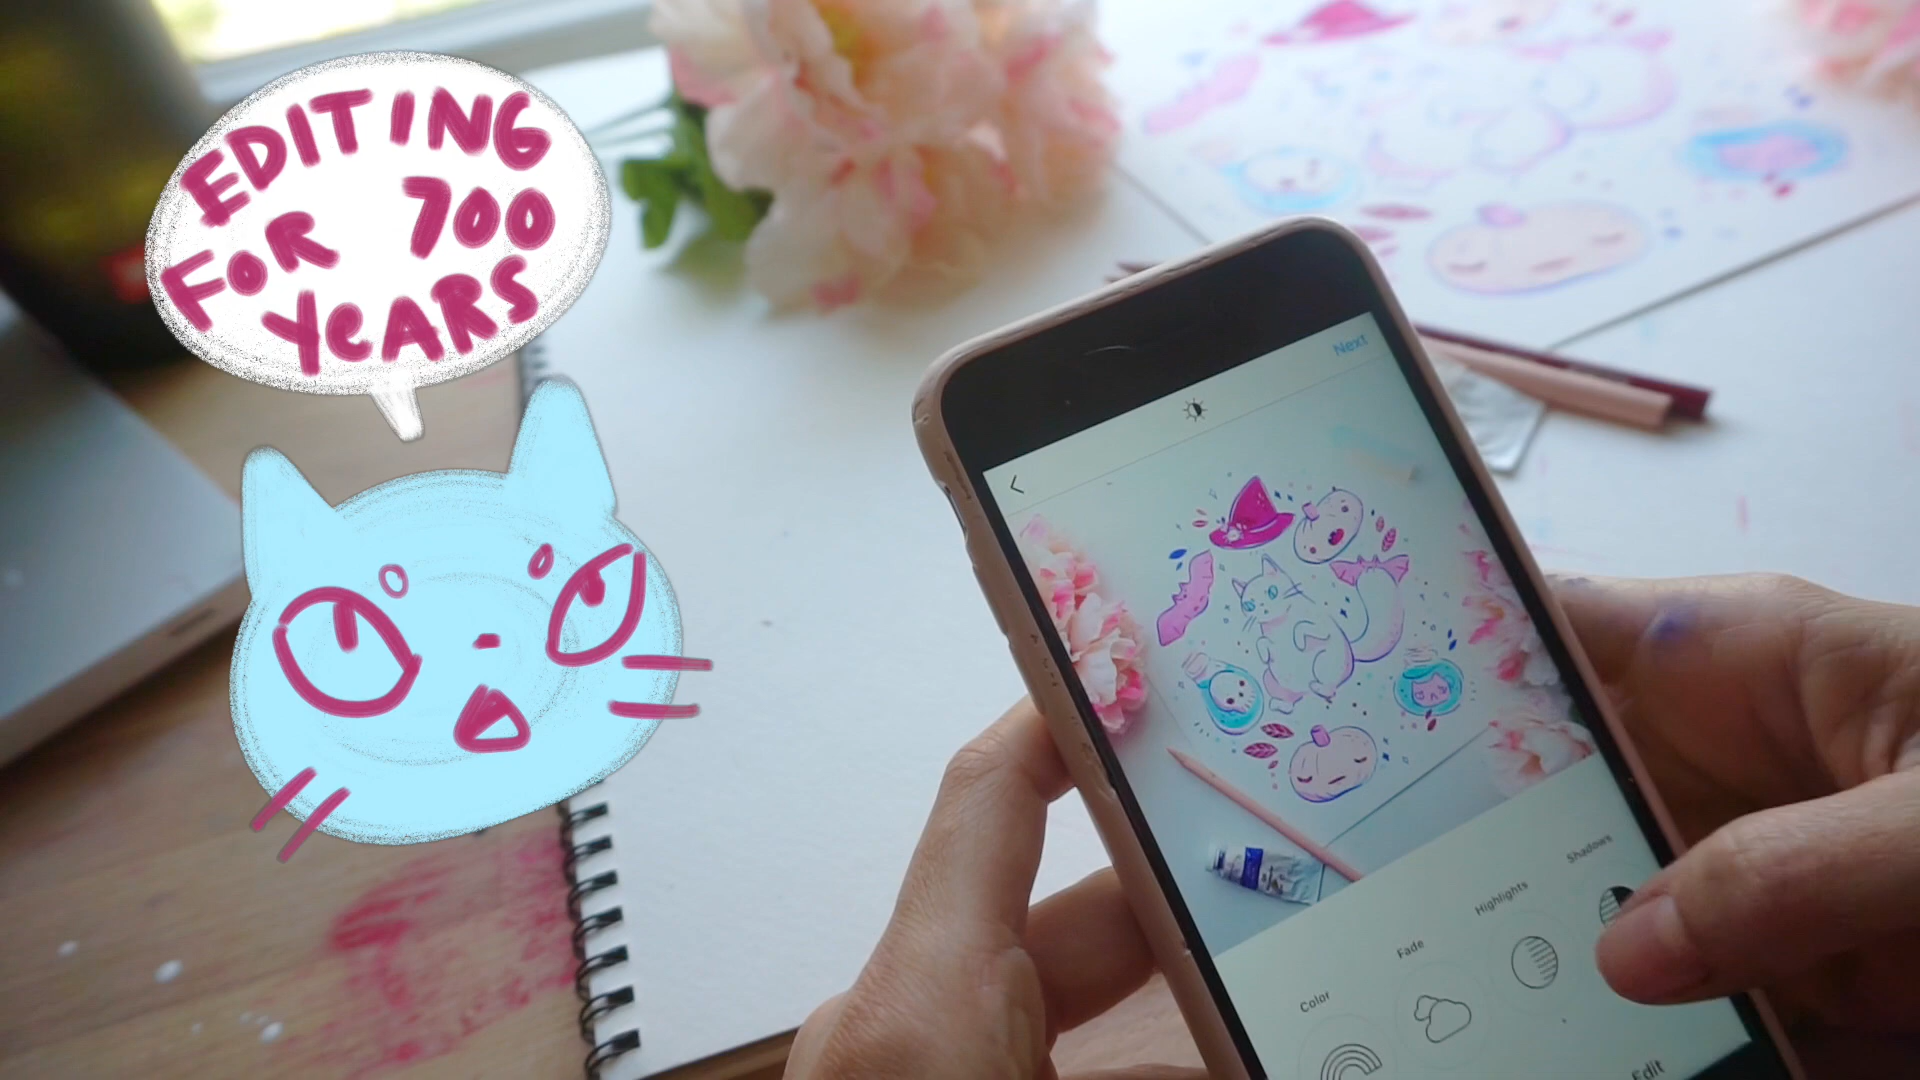 EDITING
FOR 700
YeARS
Next
Shadows
Highlights
Fade
Color
Edit